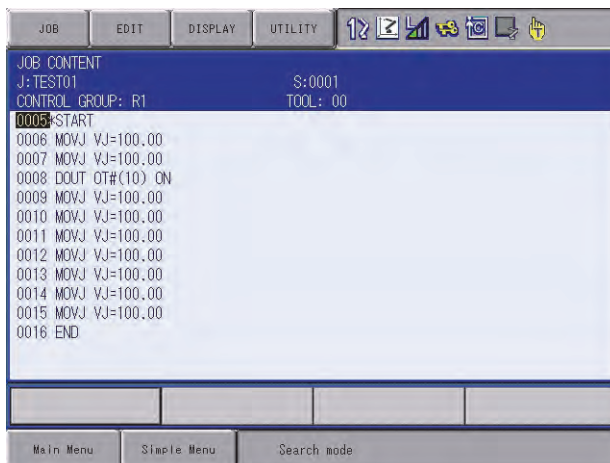 JOB EDIT DISPLAY UTILITY
JOB CONTENT
J:TEST01 S:0001
CONTROL GROUP: R1 TOOL: 00
0005*START
0006 MOVJ VJ=100.00
0007 MOVJ VJ=100.00
0008 DOUT OT#(10) ON
0009 MOVJ VJ=100.00
0010 MOVJ VJ=100.00
0011 MOVJ VJ=100.00
0012 MOVJ VJ=100.00
0013 MOVJ VJ=100.00
0014 MOVJ VJ=100.00
0015 MOVJ VJ=100.00
0016 END
Main Menu Simple Menu Search mode